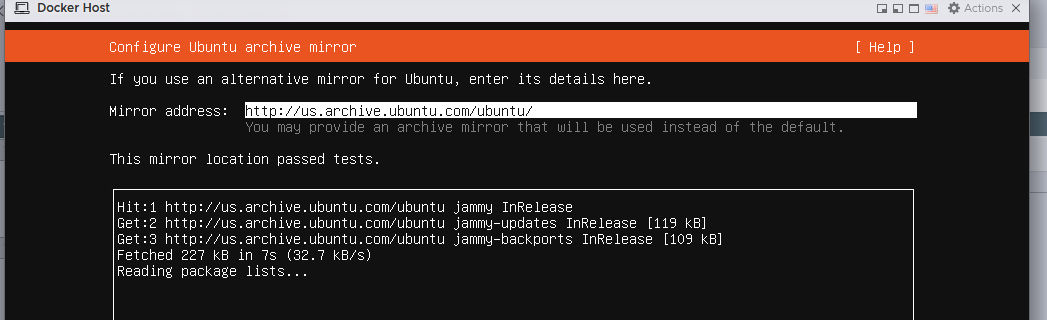 Docker Host
Actions
Configure Ubuntu archive mirror [ Help ]
If you use an alternative mirror for Ubuntu, enter its details here.
Mirror address: http://us.archive.ubuntu.com/ubuntu/
You may provide an archive mirror that will be used instead of the default.
This mirror location passed tests.
Hit:1 http://us.archive.ubuntu.com/ubuntu jammy InRelease
Get:2 http://us.archive.ubuntu.com/ubuntu jammy-updates InRelease [119 kB]
Get:3 http://us.archive.ubuntu.com/ubuntu jammy-backports InRelease [109 kB]
Fetched 227 kB in 7s (32.7 kB/s)
Reading package lists...